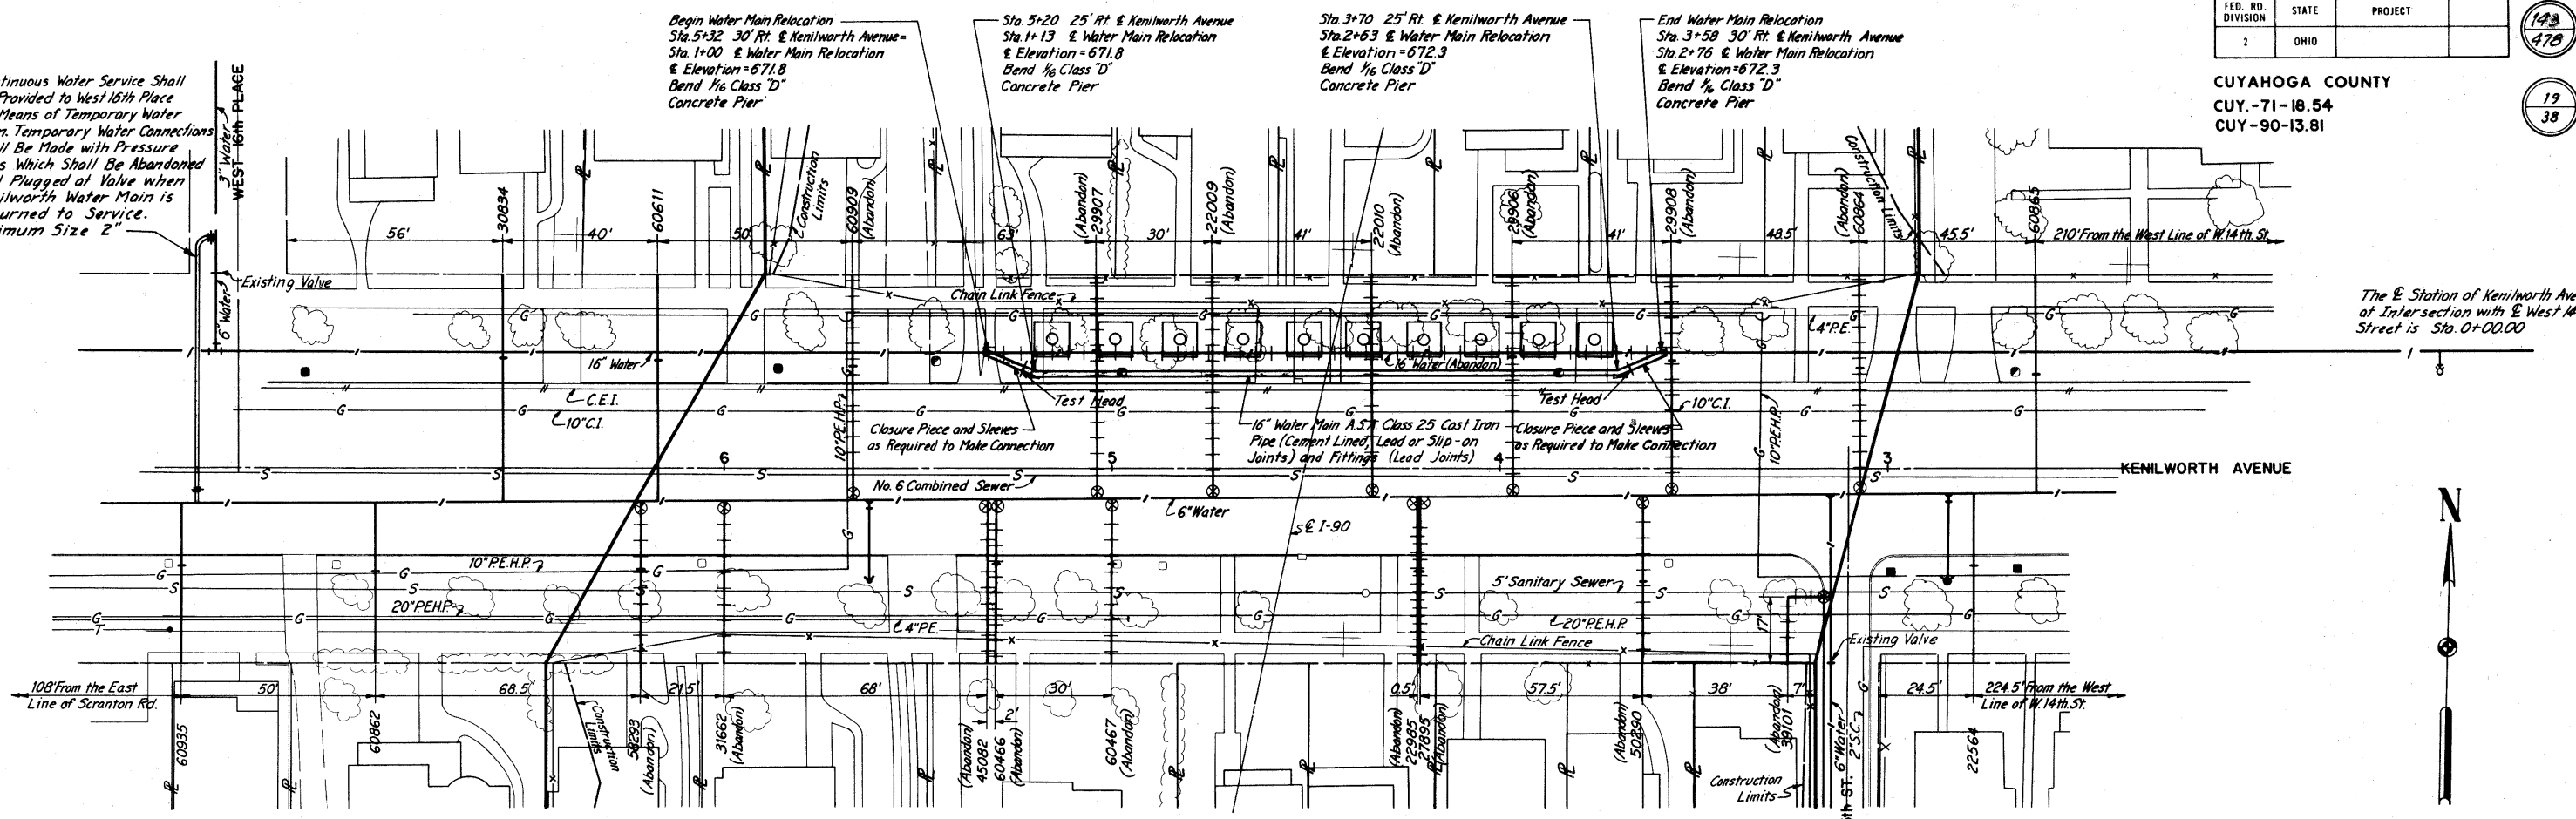 Begin Water Main Relocation
Sta. 5+32 30' Rt. ℄ Kenilworth Avenue=
Sta. 1+00 ℄ Water Main Relocation
℄ Elevation = 671.8
Bend 1/16 Class "D"
Concrete Pier
Sta. 5+20 25' Rt. ℄ Kenilworth Avenue
Sta. 1+13 ℄ Water Main Relocation
℄ Elevation = 671.8
Bend 1/16 Class "D"
Concrete Pier
Sta. 3+70 25' Rt. ℄ Kenilworth Avenue
Sta. 2+63 ℄ Water Main Relocation
℄ Elevation = 672.3
Bend 1/16 Class "D"
Concrete Pier
End Water Main Relocation
Sta. 3+58 30' Rt. ℄ Kenilworth Avenue
Sta. 2+76 ℄ Water Main Relocation
℄ Elevation = 672.3
Bend 1/16 Class "D"
Concrete Pier
FED. RD. DIVISION STATE PROJECT
2 OHIO
143
478
CUYAHOGA COUNTY
CUY.-71-18.54
CUY-90-13.81
19
38
tinuous Water Service Shall
Provided to West 16th Place
Means of Temporary Water
n. Temporary Water Connections
ll Be Made with Pressure
s Which Shall Be Abandoned
d Plugged at Valve when
ilworth Water Main is
urned to Service.
imum Size 2"
3" Water
WEST 16th PLACE
6" Water
Existing Valve
56'
30834
40'
60611
50'
Construction Limits
60909 (Abandon)
63'
(Abandon) 29907
30'
22009 (Abandon)
41'
22010 (Abandon)
29906 (Abandon)
41'
29908 (Abandon)
48.5'
(Abandon) 60864
Construction Limits
45.5'
60865
210' From the West Line of W. 14th. St.
Chain Link Fence
4" P.E.
The ℄ Station of Kenilworth Ave
at Intersection with ℄ West 14
Street is Sta. 0+00.00
16" Water
16" Water (Abandon)
C.E.I.
10" C.I.
Test Head
Test Head
10" C.I.
10" P.E.H.P.
10" P.E.H.P.
Closure Piece and Sleeves
as Required to Make Connection
16" Water Main A.S.A. Class 25 Cast Iron
Pipe (Cement Lined, Lead or Slip-on
Joints) and Fittings (Lead Joints)
Closure Piece and Sleeves
as Required to Make Connection
6
5
4
3
KENILWORTH AVENUE
No. 6 Combined Sewer
6" Water
℄ I-90
N
10" P.E.H.P.
20" P.E.H.P.
4" P.E.
5' Sanitary Sewer
20" P.E.H.P.
Chain Link Fence
17'
Existing Valve
108' From the East
Line of Scranton Rd.
50'
68.5'
21.5'
68'
2'
30'
0.5'
57.5'
38'
7'
24.5'
224.5' From the West
Line of W. 14th. St.
60935
60862
Construction Limits
58293 (Abandon)
31662 (Abandon)
(Abandon) 45082
60466 (Abandon)
60467 (Abandon)
(Abandon) 22985
27895 (Abandon)
(Abandon) 50290
Construction
Limits
(Abandon) 39101
th ST.
6" Water
2" S.C.
22564